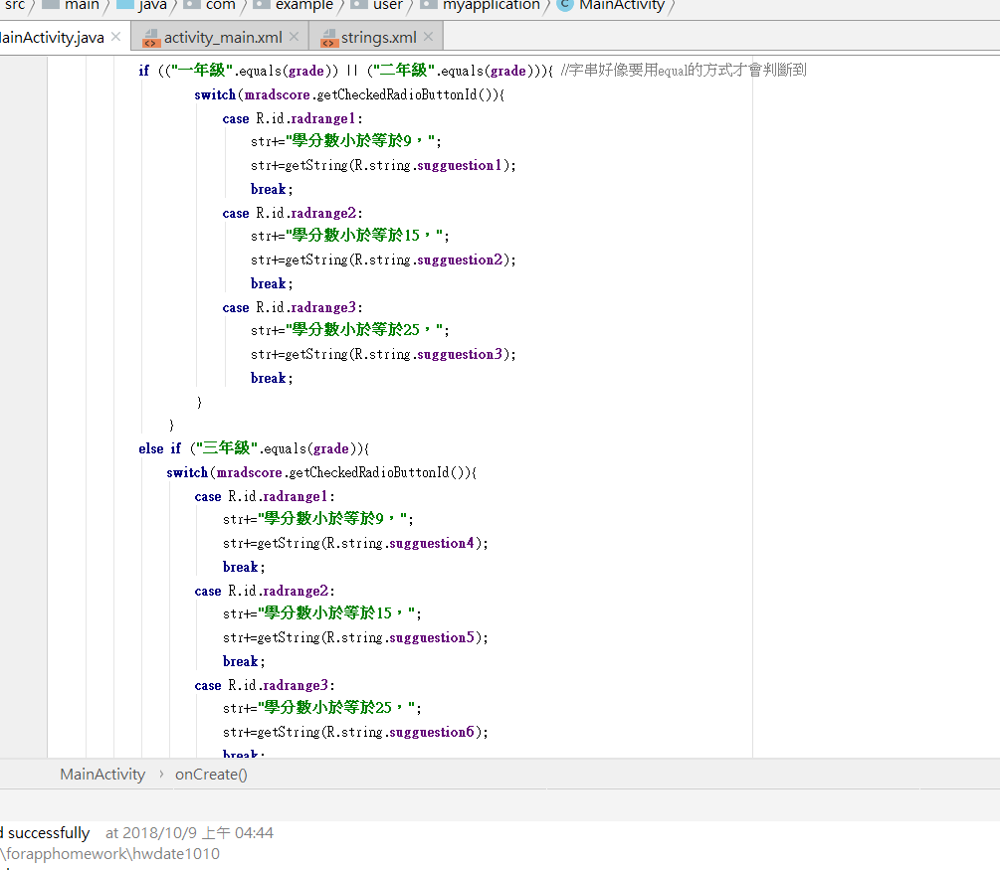 src main java com example user myapplication MainActivity
ainActivity.java activity_main.xml strings.xml
if (("一年級".equals(grade)) || ("二年級".equals(grade))){ //字串好像要用equal的方式才會判斷到
switch(mradscore.getCheckedRadioButtonId()){
case R.id.radrange1:
str+="學分數小於等於9，";
str+=getString(R.string.sugguestion1);
break;
case R.id.radrange2:
str+="學分數小於等於15，";
str+=getString(R.string.sugguestion2);
break;
case R.id.radrange3:
str+="學分數小於等於25，";
str+=getString(R.string.sugguestion3);
break;
}
}
else if ("三年級".equals(grade)){
switch(mradscore.getCheckedRadioButtonId()){
case R.id.radrange1:
str+="學分數小於等於9，";
str+=getString(R.string.sugguestion4);
break;
case R.id.radrange2:
str+="學分數小於等於15，";
str+=getString(R.string.sugguestion5);
break;
case R.id.radrange3:
str+="學分數小於等於25，";
str+=getString(R.string.sugguestion6);
break;
MainActivity › onCreate()
d successfully at 2018/10/9 上午 04:44
\forapphomework\hwdate1010